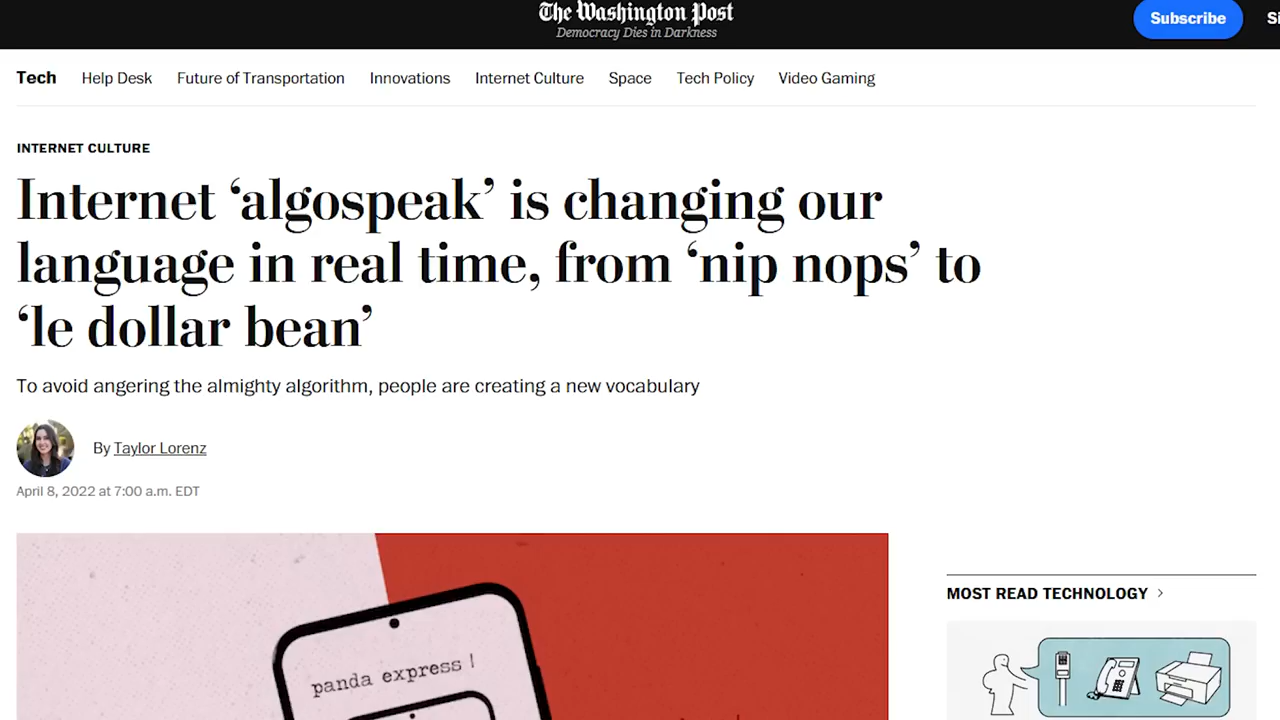 The Washington Post
Democracy Dies in Darkness
Subscribe
Tech Help Desk Future of Transportation Innovations Internet Culture Space Tech Policy Video Gaming
INTERNET CULTURE
Internet ‘algospeak’ is changing our
language in real time, from ‘nip nops’ to
‘le dollar bean’
To avoid angering the almighty algorithm, people are creating a new vocabulary
By Taylor Lorenz
April 8, 2022 at 7:00 a.m. EDT
MOST READ TECHNOLOGY >
panda express |